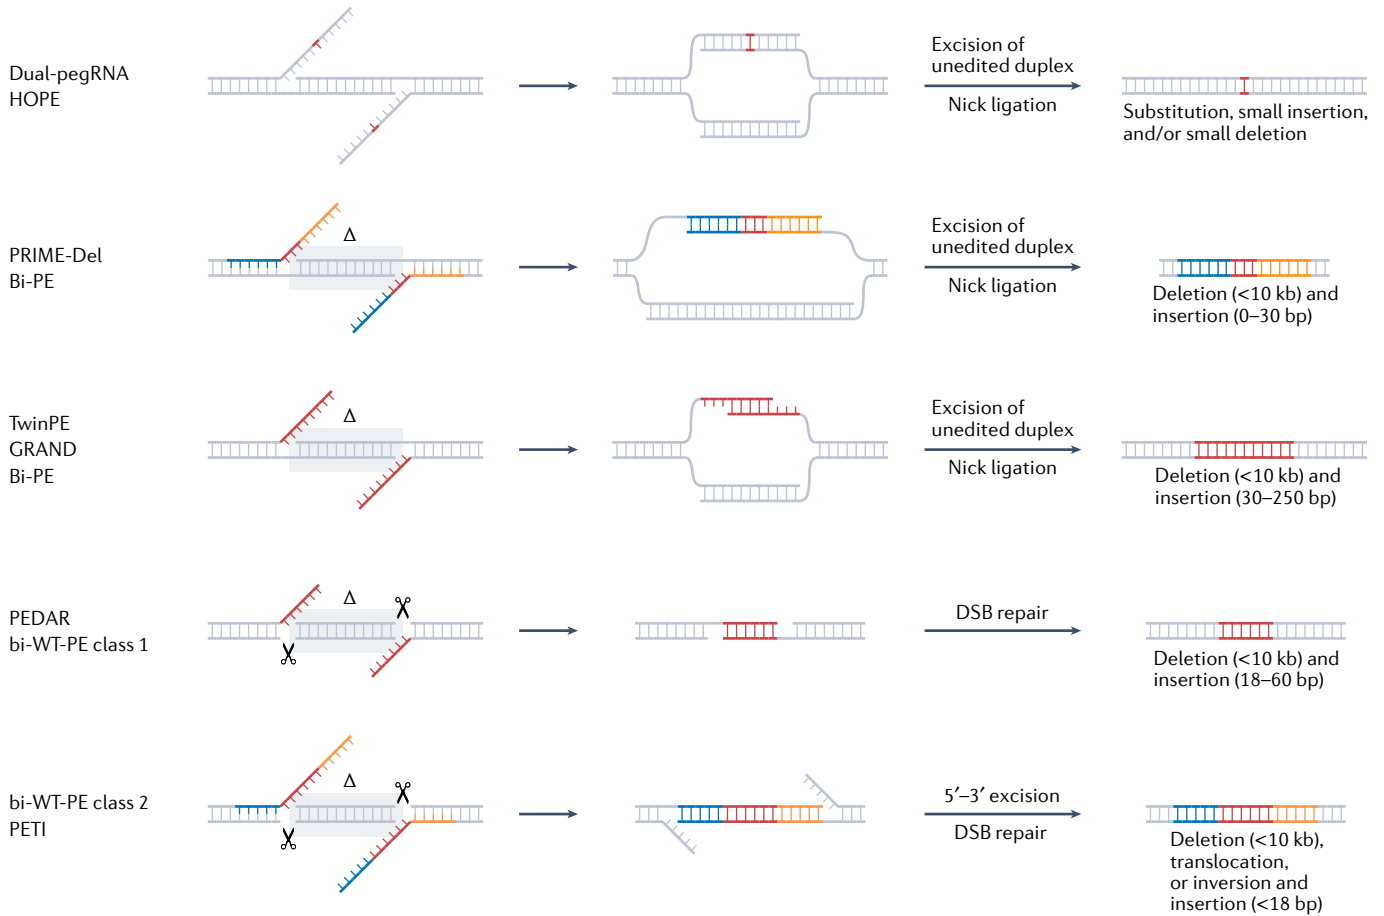 Dual-pegRNA
HOPE
Excision of
unedited duplex
Nick ligation
Substitution, small insertion,
and/or small deletion
PRIME-Del
Bi-PE
Δ
Excision of
unedited duplex
Nick ligation
Deletion (<10 kb) and
insertion (0–30 bp)
TwinPE
GRAND
Bi-PE
Δ
Excision of
unedited duplex
Nick ligation
Deletion (<10 kb) and
insertion (30–250 bp)
PEDAR
bi-WT-PE class 1
Δ
DSB repair
Deletion (<10 kb) and
insertion (18–60 bp)
bi-WT-PE class 2
PETI
Δ
5′–3′ excision
DSB repair
Deletion (<10 kb),
translocation,
or inversion and
insertion (<18 bp)